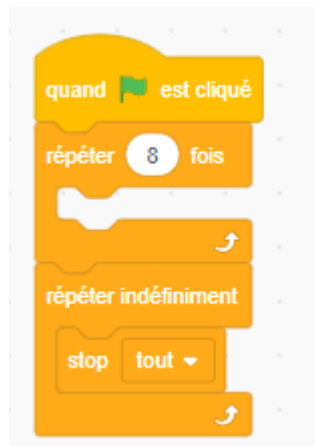 quand est cliqué
répéter 8 fois
répéter indéfiniment
stop tout